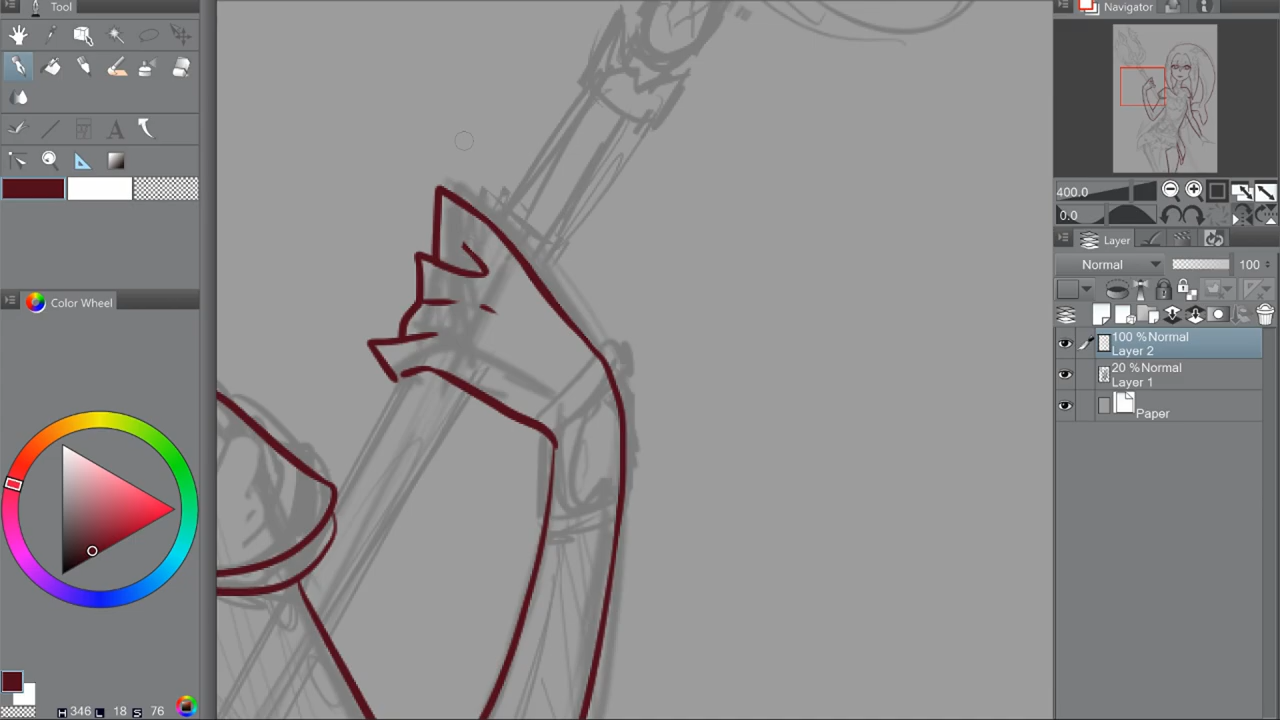 Tool
Navigator
400.0
0.0
Layer
Normal
100
100 %Normal
Layer 2
20 %Normal
Layer 1
Paper
A
Color Wheel
H 346 L 18 S 76